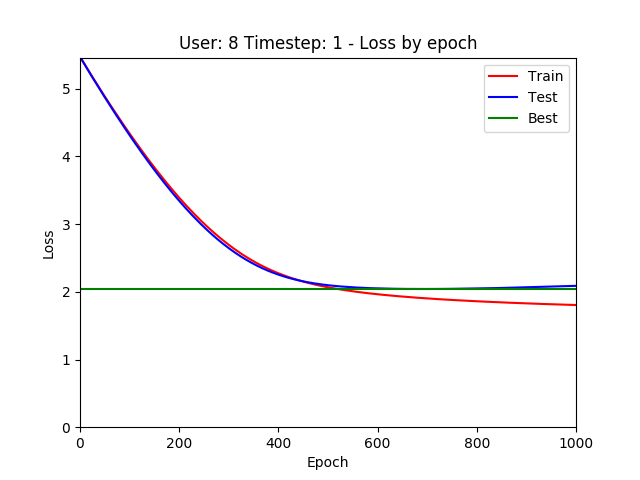 User: 8 Timestep: 1 - Loss by epoch
Train
Test
Best
5
4
3
2
1
0
Loss
0 200 400 600 800 1000
Epoch